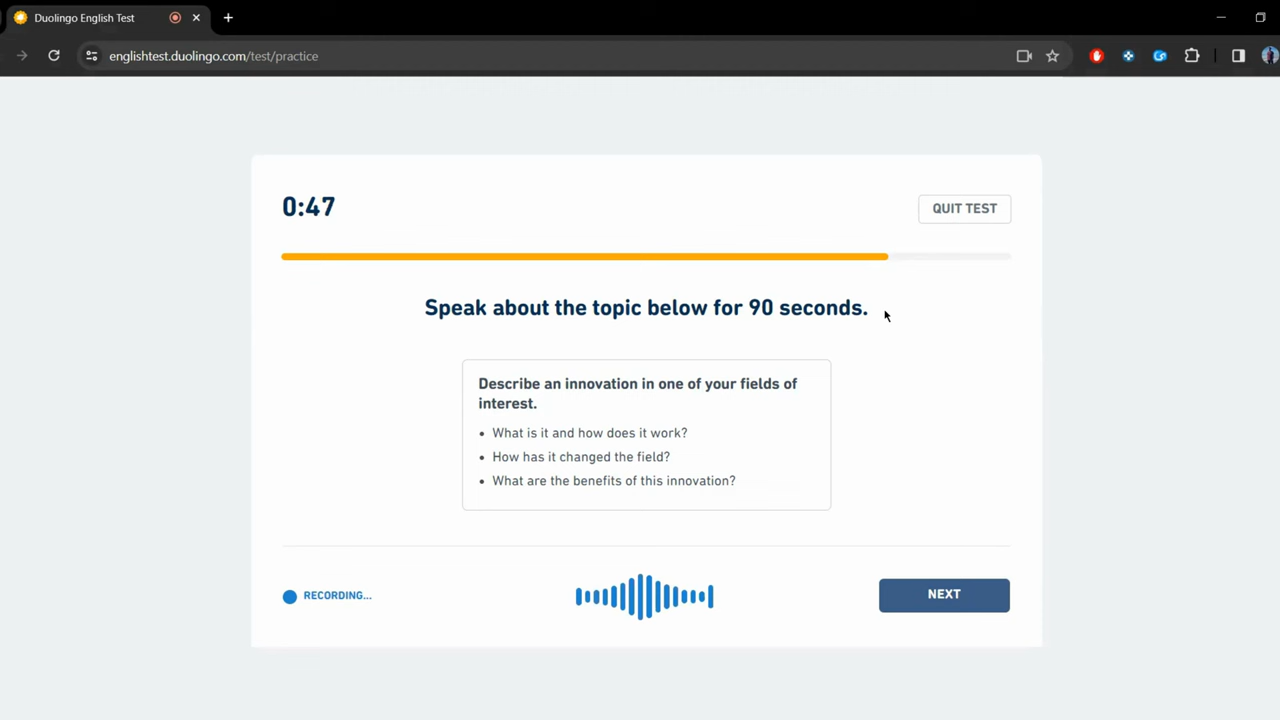 Duolingo English Test
englishtest.duolingo.com/test/practice
0:47
QUIT TEST
Speak about the topic below for 90 seconds.
Describe an innovation in one of your fields of
interest.
• What is it and how does it work?
• How has it changed the field?
• What are the benefits of this innovation?
RECORDING...
NEXT